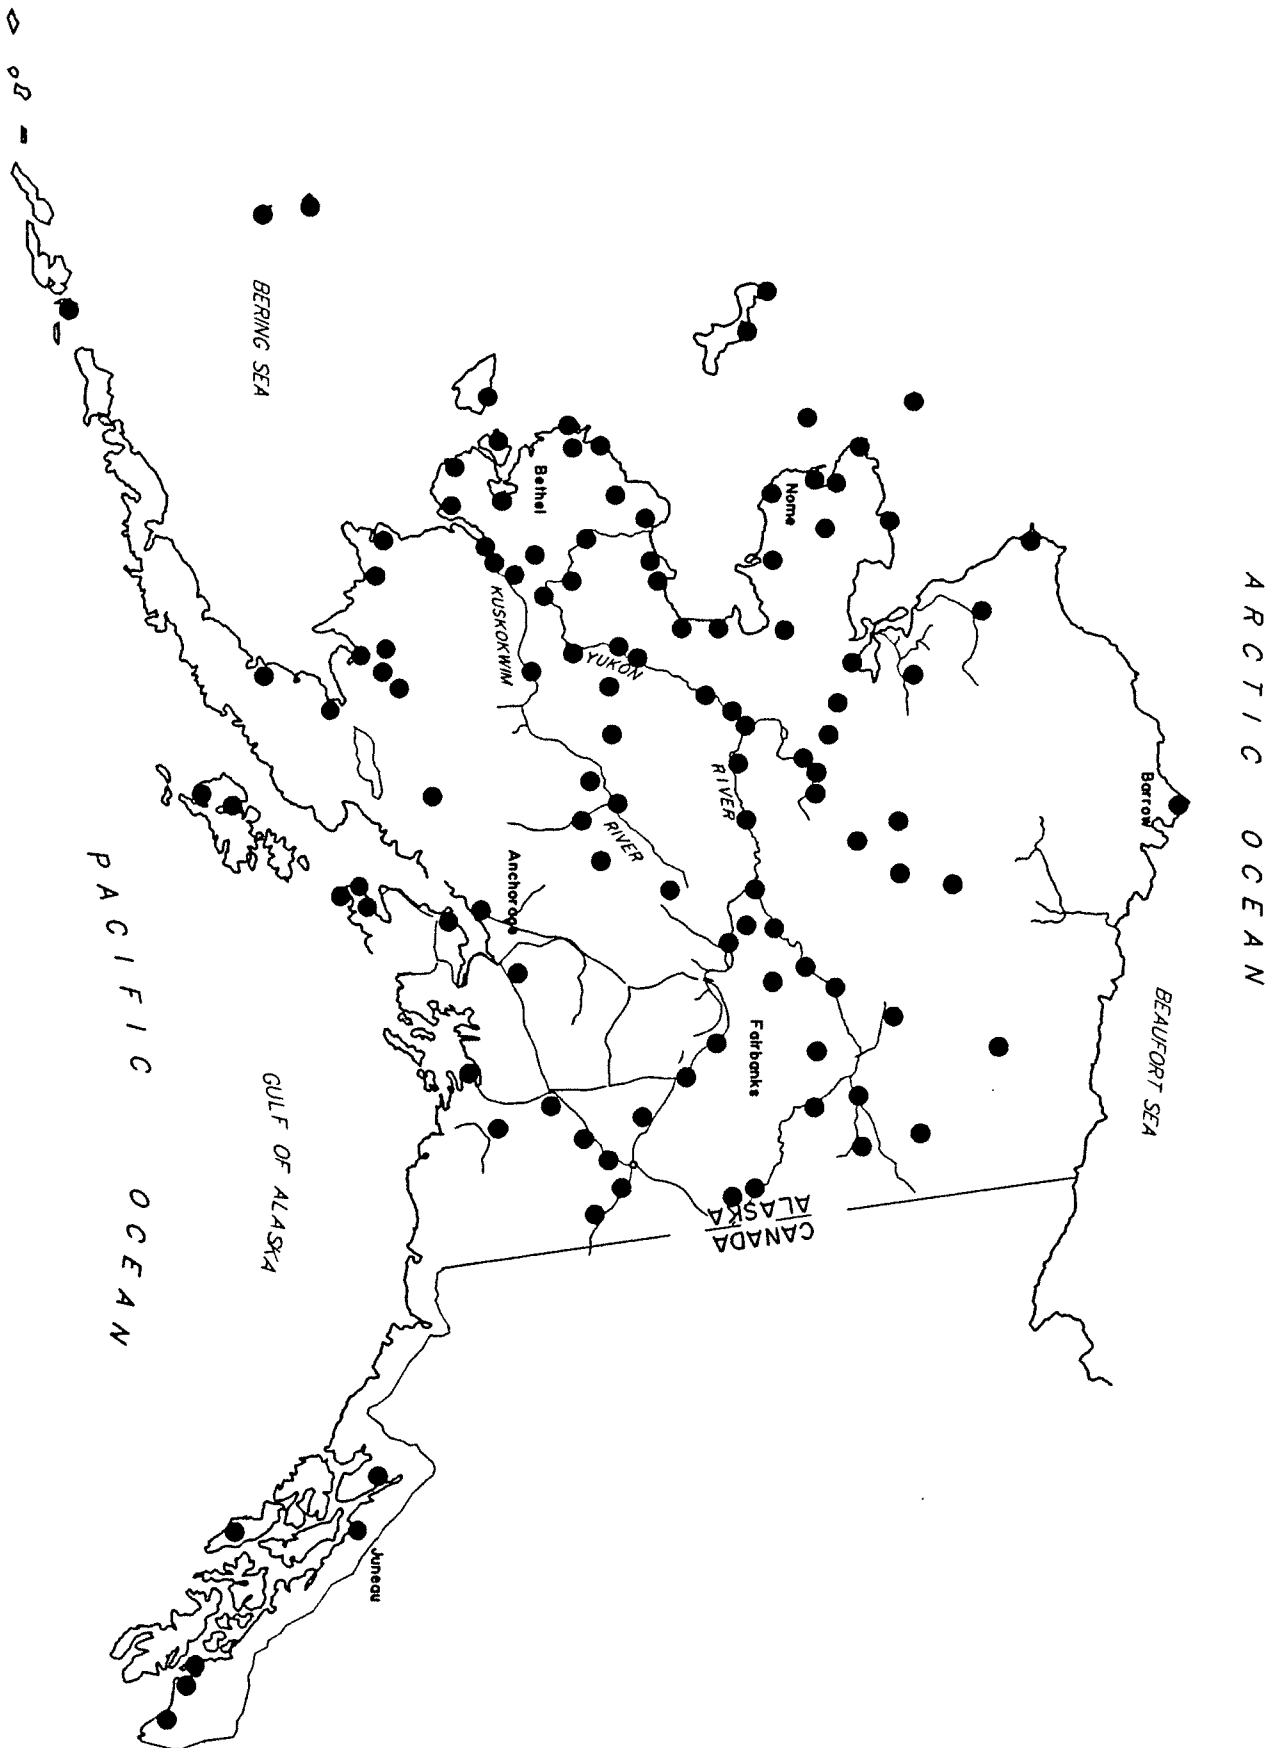 ARCTIC OCEAN
BEAUFORT SEA
Barrow
Nome
YUKON
RIVER
Fairbanks
CANADA
ALASKA
Bethel
KUSKOKWIM
RIVER
Anchorage
BERING SEA
GULF OF ALASKA
Juneau
PACIFIC OCEAN